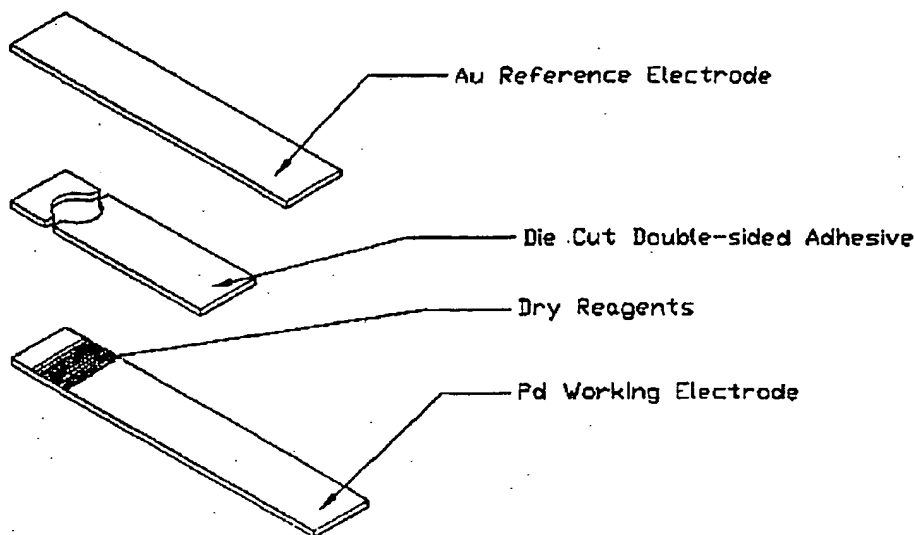 Au Reference Electrode
Die Cut Double-sided Adhesive
Dry Reagents
Pd Working Electrode